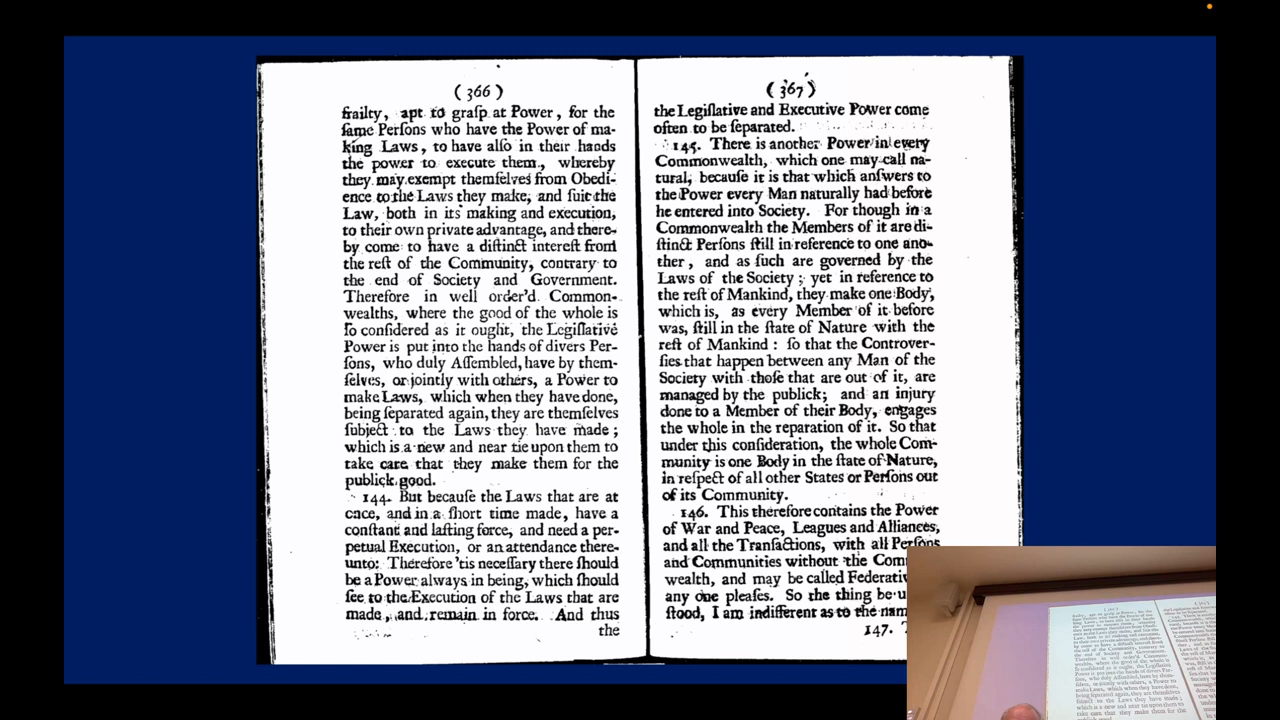 (366)
frailty, apt to graſp at Power, for the
ſame Perſons who have the Power of ma-
king Laws, to have alſo in their hands
the power to execute them, whereby
they may exempt themſelves from Obedi-
ence to the Laws they make, and ſuit the
Law, both in its making and execution,
to their own private advantage, and there-
by come to have a diſtinct intereſt from
the reſt of the Community, contrary to
the end of Society and Government.
Therefore in well order'd Common-
wealths, where the good of the whole is
ſo conſidered as it ought, the Legiſlative
Power is put into the hands of divers Per-
ſons, who duly Aſſembled, have by them-
ſelves, or jointly with others, a Power to
make Laws, which when they have done,
being ſeparated again, they are themſelves
ſubject to the Laws they have made;
which is a new and near tie upon them to
take care that they make them for the
publick good.
144. But becauſe the Laws that are at
once, and in a ſhort time made, have a
conſtant and laſting force, and need a per-
petual Execution, or an attendance there-
unto: Therefore 'tis neceſſary there ſhould
be a Power always in being, which ſhould
ſee to the Execution of the Laws that are
made, and remain in force. And thus
the
(367)
the Legiſlative and Executive Power come
often to be ſeparated.
145. There is another Power in every
Commonwealth, which one may call na-
tural, becauſe it is that which anſwers to
the Power every Man naturally had before
he entered into Society. For though in a
Commonwealth the Members of it are di-
ſtinct Perſons ſtill in reference to one ano-
ther, and as ſuch are governed by the
Laws of the Society; yet in reference to
the reſt of Mankind, they make one Body,
which is, as every Member of it before
was, ſtill in the ſtate of Nature with the
reſt of Mankind: ſo that the Controver-
ſies that happen between any Man of the
Society with thoſe that are out of it, are
managed by the publick; and an injury
done to a Member of their Body, engages
the whole in the reparation of it. So that
under this conſideration, the whole Com-
munity is one Body in the ſtate of Nature,
in reſpect of all other States or Perſons out
of its Community.
146. This therefore contains the Power
of War and Peace, Leagues and Alliances,
and all the Tranſactions, with all Perſons
and Communities without the Com
wealth, and may be called Federati
any one pleaſes. So the thing be u
ſtood, I am indifferent as to the nam
147.